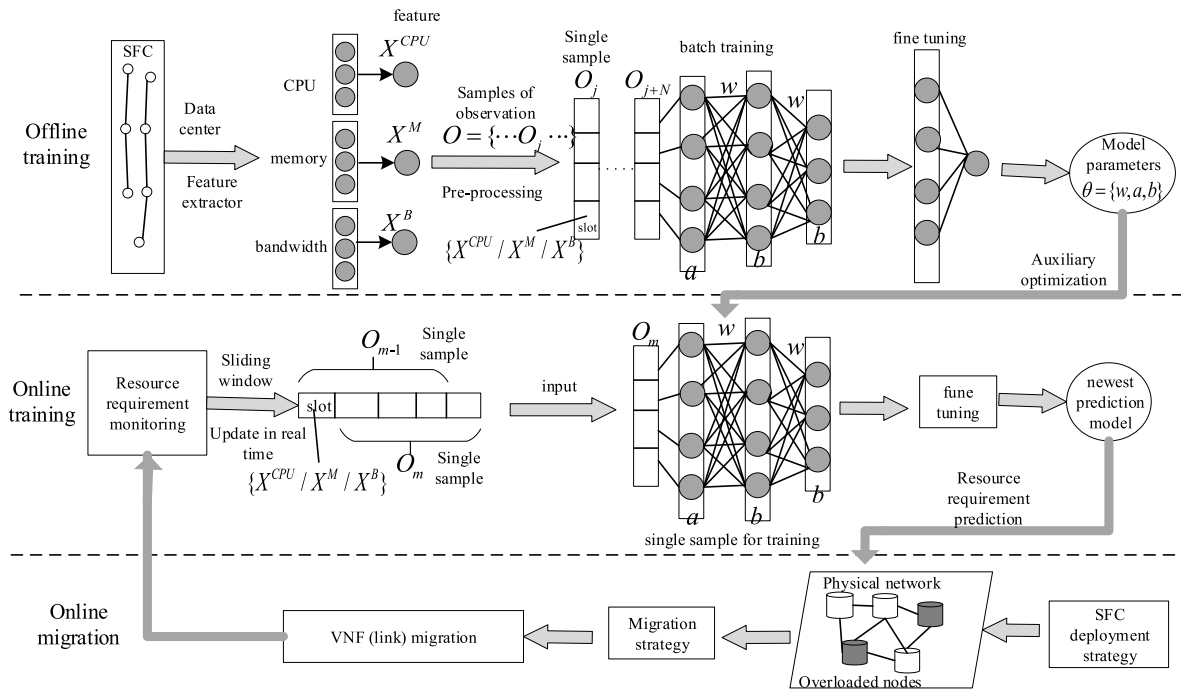 Offline
training
SFC
Data
center
Feature
extractor
feature
CPU
X^{CPU}
memory
X^M
bandwidth
X^B
Samples of
observation
O = {⋯O_j ⋯}
Pre-processing
Single
sample
O_j
O_{j+N}
.....
slot
{X^{CPU} / X^M / X^B}
batch training
w
w
a
b
b
fine tuning
Model
parameters
θ = {w,a,b}
Auxiliary
optimization
Online
training
Resource
requirement
monitoring
Sliding
window
Update in real
time
O_{m-1}
Single
sample
slot
O_m
Single
sample
{X^{CPU} / X^M / X^B}
input
O_m
w
w
a
b
b
single sample for training
fune
tuning
newest
prediction
model
Resource
requirement
prediction
Online
migration
VNF (link) migration
Migration
strategy
Physical network
Overloaded nodes
SFC
deployment
strategy